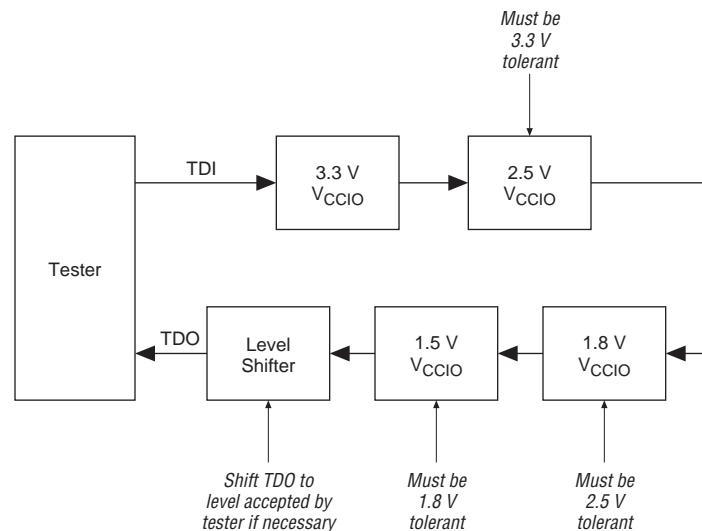 Must be
3.3 V
tolerant
TDI
3.3 V
VCCIO
2.5 V
VCCIO
Tester
TDO
Level
Shifter
1.5 V
VCCIO
1.8 V
VCCIO
Shift TDO to
level accepted by
tester if necessary
Must be
1.8 V
tolerant
Must be
2.5 V
tolerant